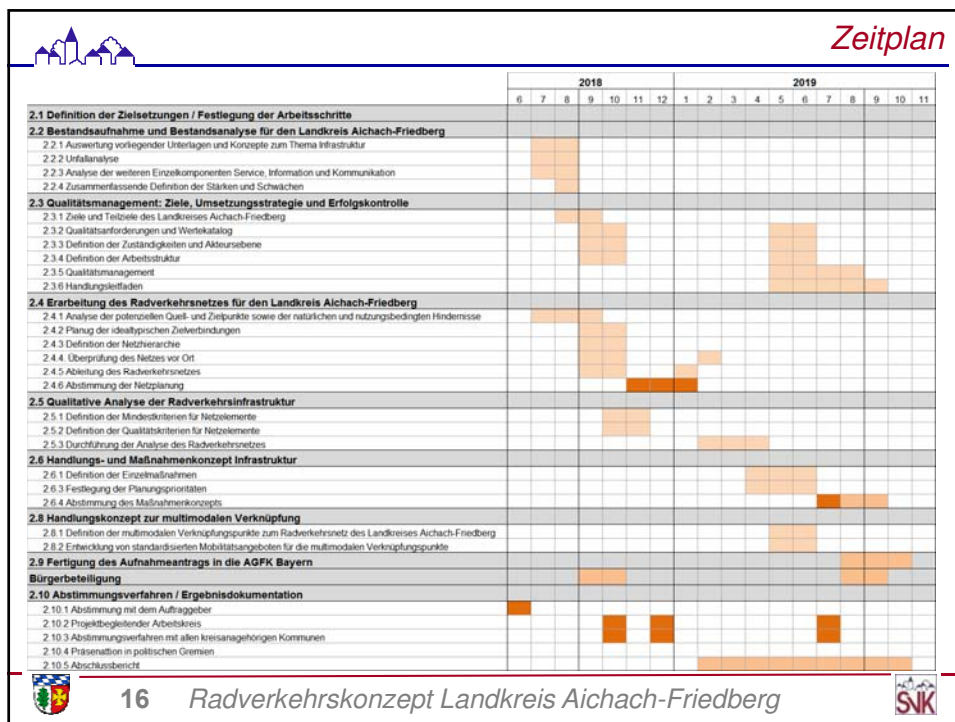 Zeitplan
2018 2019
6 7 8 9 10 11 12 1 2 3 4 5 6 7 8 9 10 11
2.1 Definition der Zielsetzungen / Festlegung der Arbeitsschritte
2.2 Bestandsaufnahme und Bestandsanalyse für den Landkreis Aichach-Friedberg
2.2.1 Auswertung vorliegender Unterlagen und Konzepte zum Thema Infrastruktur
2.2.2 Unfallanalyse
2.2.3 Analyse der weiteren Einzelkomponenten Service, Information und Kommunikation
2.2.4 Zusammenfassende Definition der Stärken und Schwächen
2.3 Qualitätsmanagement: Ziele, Umsetzungsstrategie und Erfolgskontrolle
2.3.1 Ziele und Teilziele des Landkreises Aichach-Friedberg
2.3.2 Qualitätsanforderungen und Wertekatalog
2.3.3 Definition der Zuständigkeiten und Akteursebene
2.3.4 Definition der Arbeitsstruktur
2.3.5 Qualitätsmanagement
2.3.6 Handlungsleitfaden
2.4 Erarbeitung des Radverkehrsnetzes für den Landkreis Aichach-Friedberg
2.4.1 Analyse der potenziellen Quell- und Zielpunkte sowie der natürlichen und nutzungsbedingten Hindernisse
2.4.2 Planug der idealtypischen Zielverbindungen
2.4.3 Definition der Netzhierarchie
2.4.4. Überprüfung des Netzes vor Ort
2.4.5 Ableitung des Radverkehrsnetzes
2.4.6 Abstimmung der Netzplanung
2.5 Qualitative Analyse der Radverkehrsinfrastruktur
2.5.1 Definition der Mindestkriterien für Netzelemente
2.5.2 Definition der Qualitätskriterien für Netzelemente
2.5.3 Durchführung der Analyse des Radverkehrsnetzes
2.6 Handlungs- und Maßnahmenkonzept Infrastruktur
2.6.1 Definition der Einzelmaßnahmen
2.6.3 Festlegung der Planungsprioritäten
2.6.4 Abstimmung des Maßnahmenkonzepts
2.8 Handlungskonzept zur multimodalen Verknüpfung
2.8.1 Definition der multimodalen Verknüpfungspunkte zum Radverkehrsnetz des Landkreises Aichach-Friedberg
2.8.2 Entwicklung von standardisierten Mobilitätsangeboten für die multimodalen Verknüpfungspunkte
2.9 Fertigung des Aufnahmeantrags in die AGFK Bayern
Bürgerbeteiligung
2.10 Abstimmungsverfahren / Ergebnisdokumentation
2.10.1 Abstimmung mit dem Auftraggeber
2.10.2 Projektbegleitender Arbeitskreis
2.10.3 Abstimmungsverfahren mit allen kreisanagehörigen Kommunen
2.10.4 Präsenattion in politischen Gremien
2.10.5 Abschlussbericht
16 Radverkehrskonzept Landkreis Aichach-Friedberg
SVK